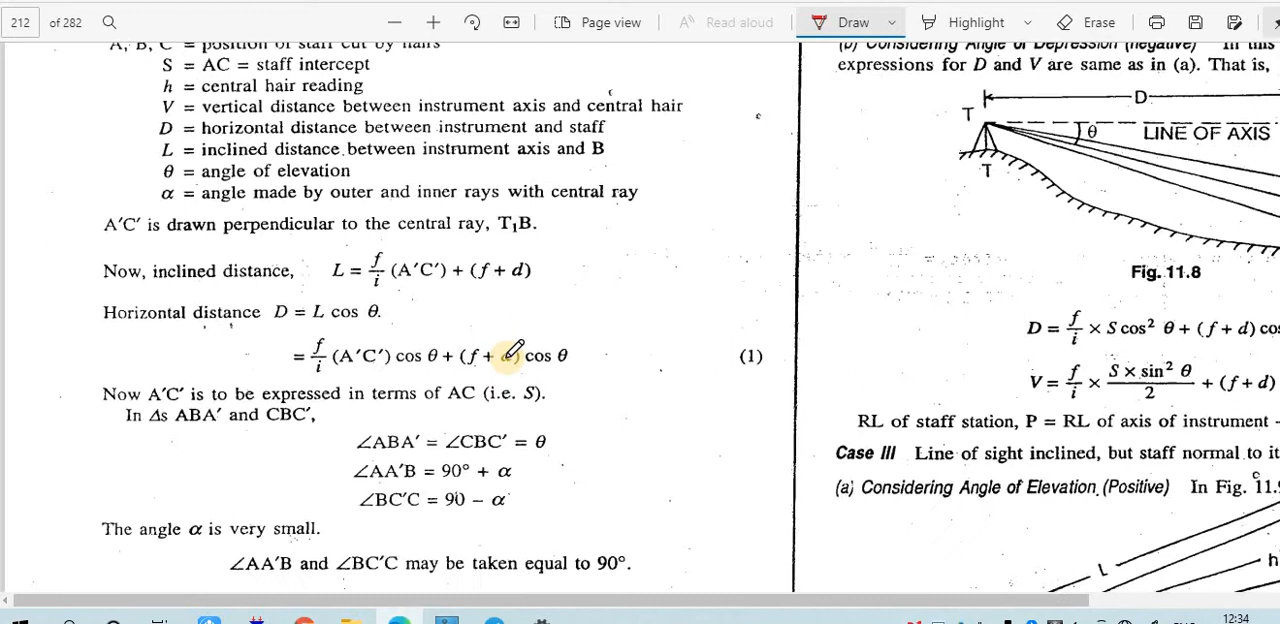 212 of 282 Page view Read aloud Draw Highlight Erase
A, B, C = position of staff cut by hairs
S = AC = staff intercept
h = central hair reading
V = vertical distance between instrument axis and central hair
D = horizontal distance between instrument and staff
L = inclined distance between instrument axis and B
θ = angle of elevation
α = angle made by outer and inner rays with central ray
A′C′ is drawn perpendicular to the central ray, T₁B.
Now, inclined distance, L = f/i (A′C′) + (f + d)
Horizontal distance D = L cos θ.
= f/i (A′C′) cos θ + (f + d) cos θ (1)
Now A′C′ is to be expressed in terms of AC (i.e. S).
In Δs ABA′ and CBC′,
∠ABA′ = ∠CBC′ = θ
∠AA′B = 90° + α
∠BC′C = 90 − α
The angle α is very small.
∠AA′B and ∠BC′C may be taken equal to 90°.
(b) Considering Angle of Depression (negative) In this
expressions for D and V are same as in (a). That is,
D
T
θ LINE OF AXIS
T
Fig. 11.8
D = f/i × S cos² θ + (f + d) co
V = f/i × S × sin² θ / 2 + (f + d)
RL of staff station, P = RL of axis of instrument -
Case III Line of sight inclined, but staff normal to it
(a) Considering Angle of Elevation (Positive) In Fig. 11.
L
h
12:34